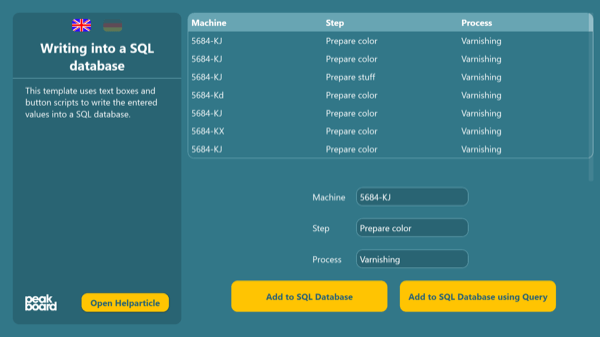 Writing into a SQL
database
This template uses text boxes and
button scripts to write the entered
values into a SQL database.
peak
board
Open Helparticle
Machine Step Process
5684-KJ Prepare color Varnishing
5684-KJ Prepare color Varnishing
5684-KJ Prepare stuff Varnishing
5684-Kd Prepare color Varnishing
5684-KJ Prepare color Varnishing
5684-KX Prepare color Varnishing
5684-KJ Prepare color Varnishing
Machine 5684-KJ
Step Prepare color
Process Varnishing
Add to SQL Database
Add to SQL Database using Query